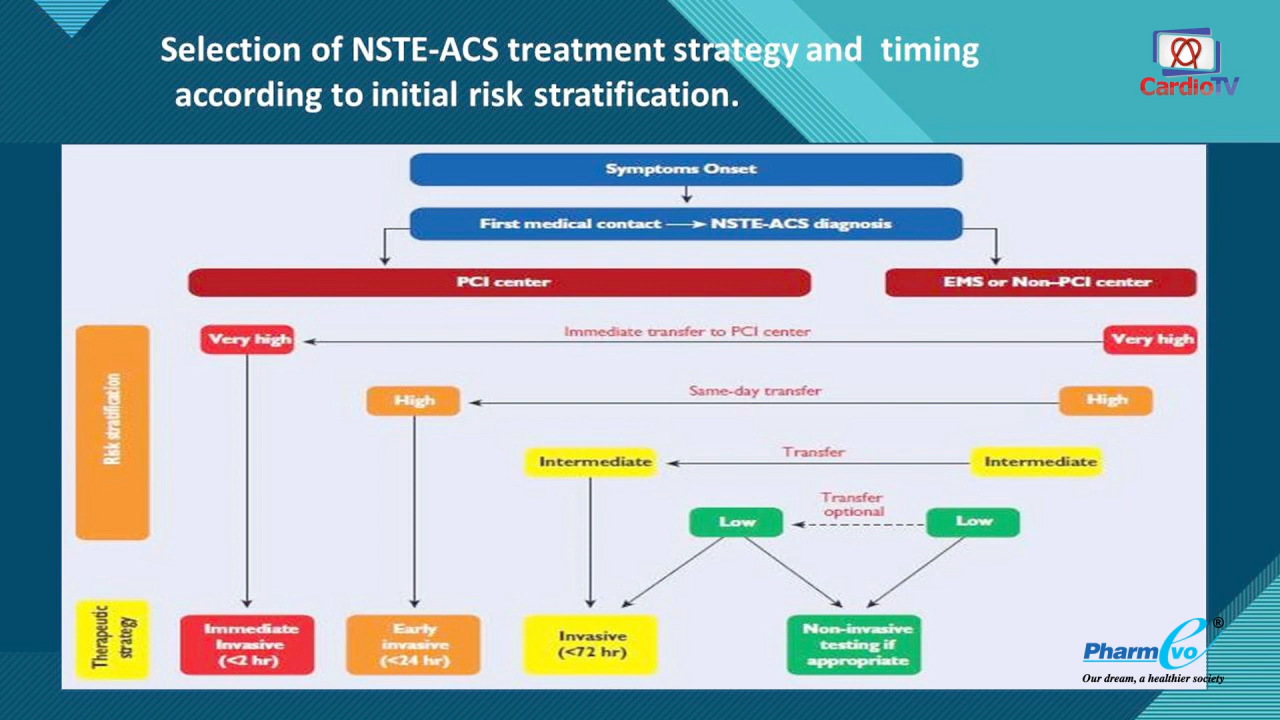 Selection of NSTE-ACS treatment strategy and timing
according to initial risk stratification.
CardioTV
Symptoms Onset
First medical contact → NSTE-ACS diagnosis
PCI center
EMS or Non–PCI center
Risk stratification
Very high
Immediate transfer to PCI center
Very high
High
Same-day transfer
High
Intermediate
Transfer
Intermediate
Low
Transfer
optional
Low
Therapeutic
strategy
Immediate
Invasive
(<2 hr)
Early
invasive
(<24 hr)
Invasive
(<72 hr)
Non-invasive
testing if
appropriate
PharmEvo®
Our dream, a healthier society